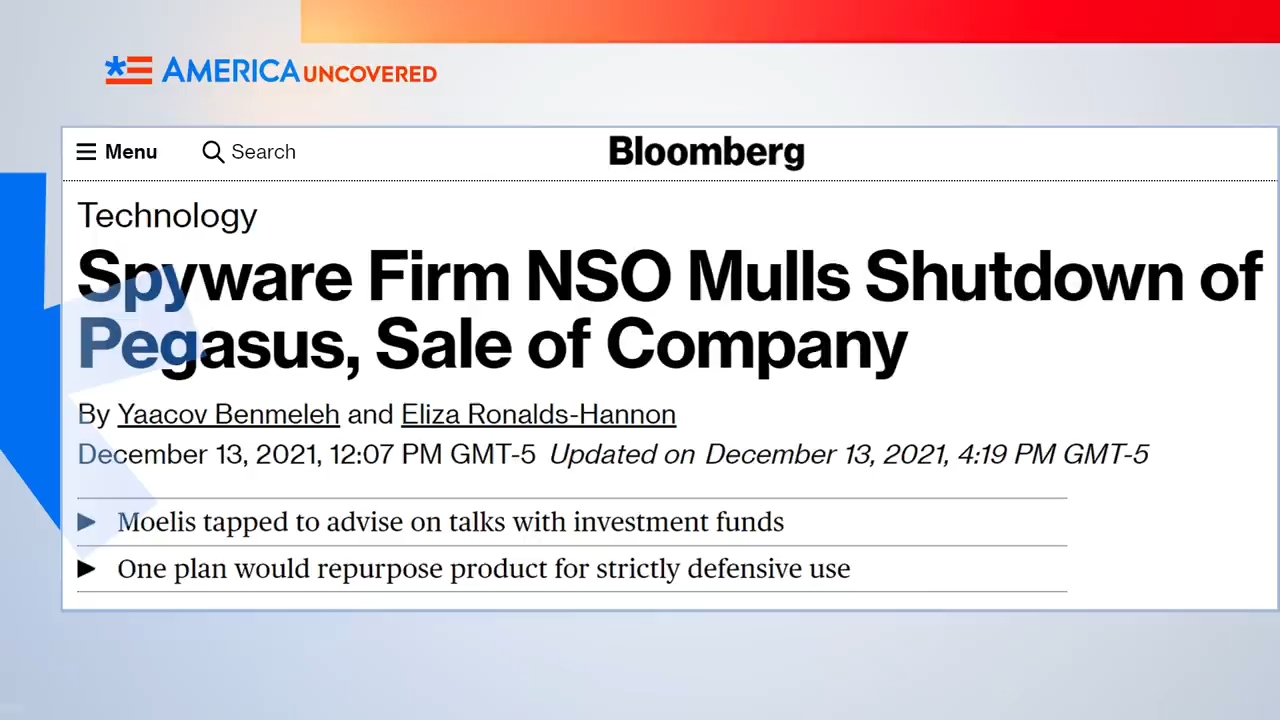 AMERICA UNCOVERED
Menu Search Bloomberg
Technology
Spyware Firm NSO Mulls Shutdown of
Pegasus, Sale of Company
By Yaacov Benmeleh and Eliza Ronalds-Hannon
December 13, 2021, 12:07 PM GMT-5 Updated on December 13, 2021, 4:19 PM GMT-5
Moelis tapped to advise on talks with investment funds
One plan would repurpose product for strictly defensive use